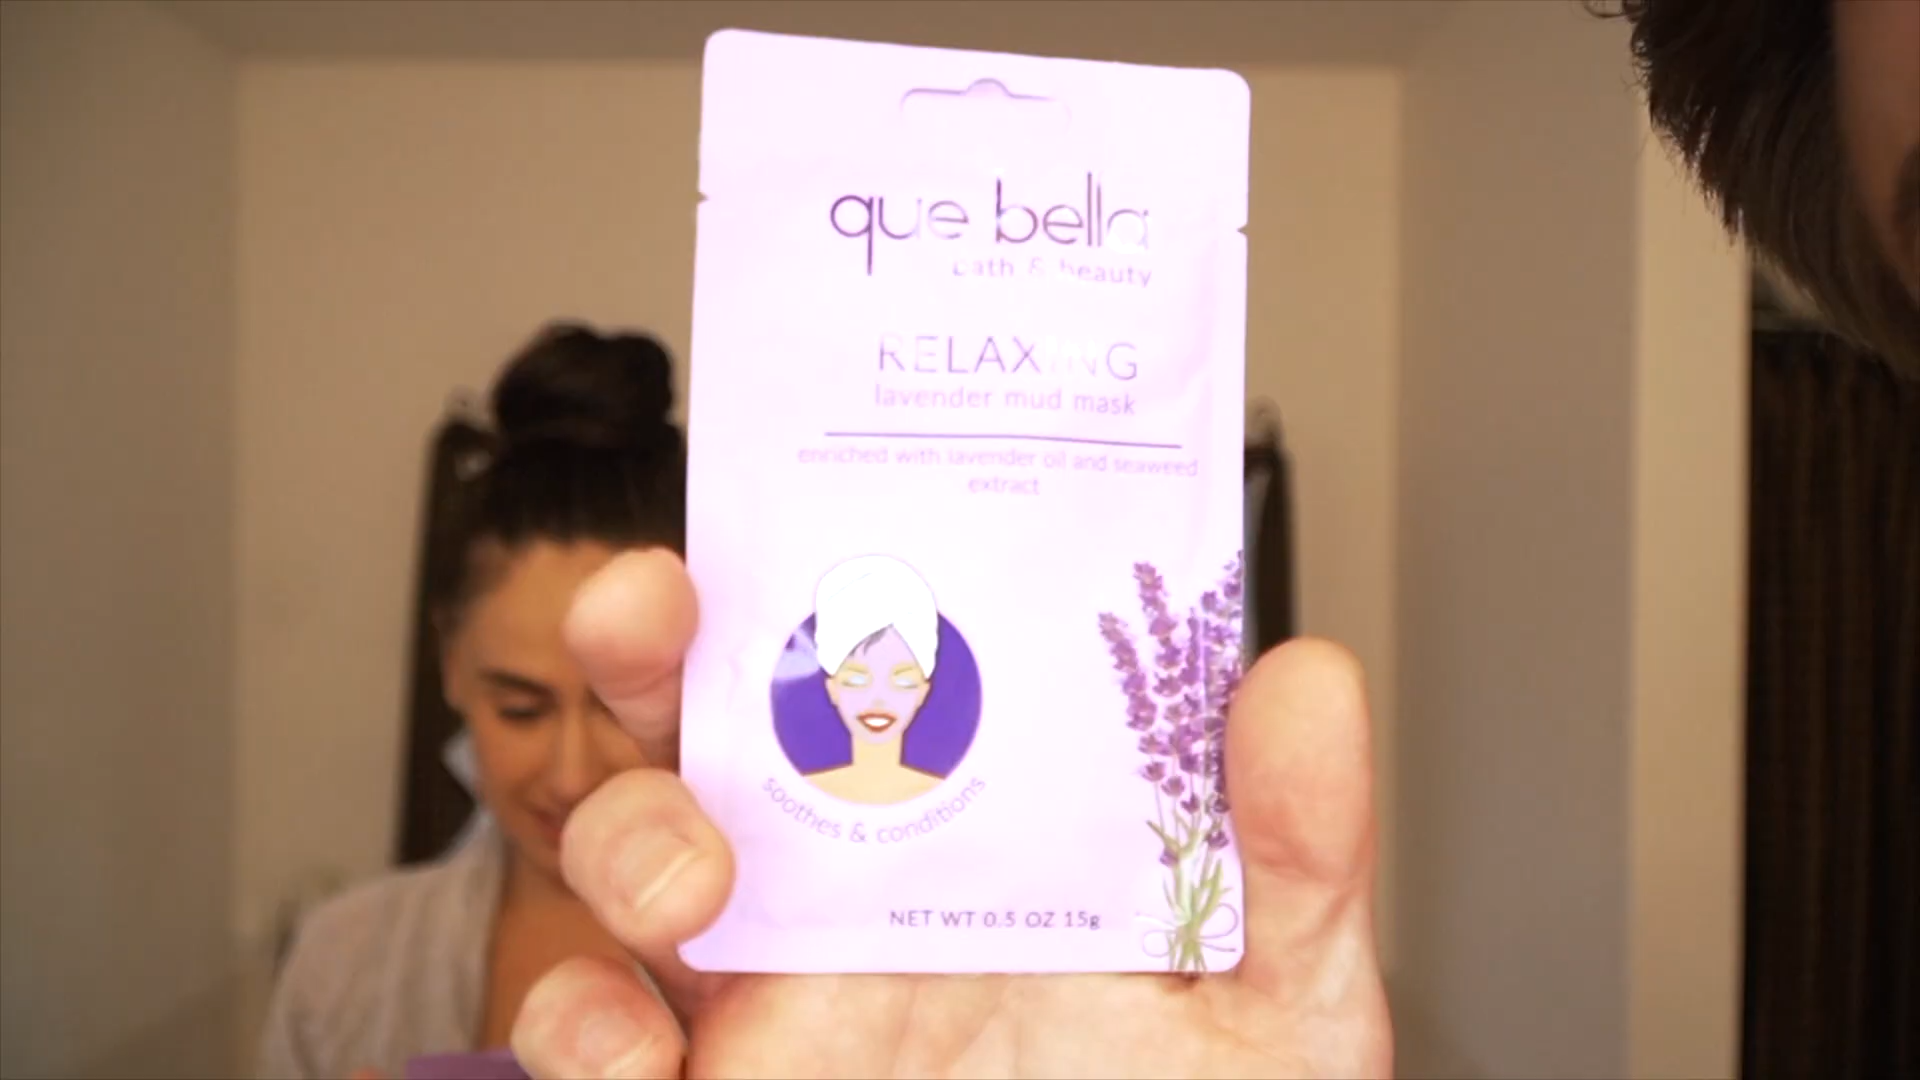 que bella
bath & beauty
RELAXING
lavender mud mask
enriched with lavender oil and seaweed
extract
soothes & conditions
NET WT 0.5 OZ 15g